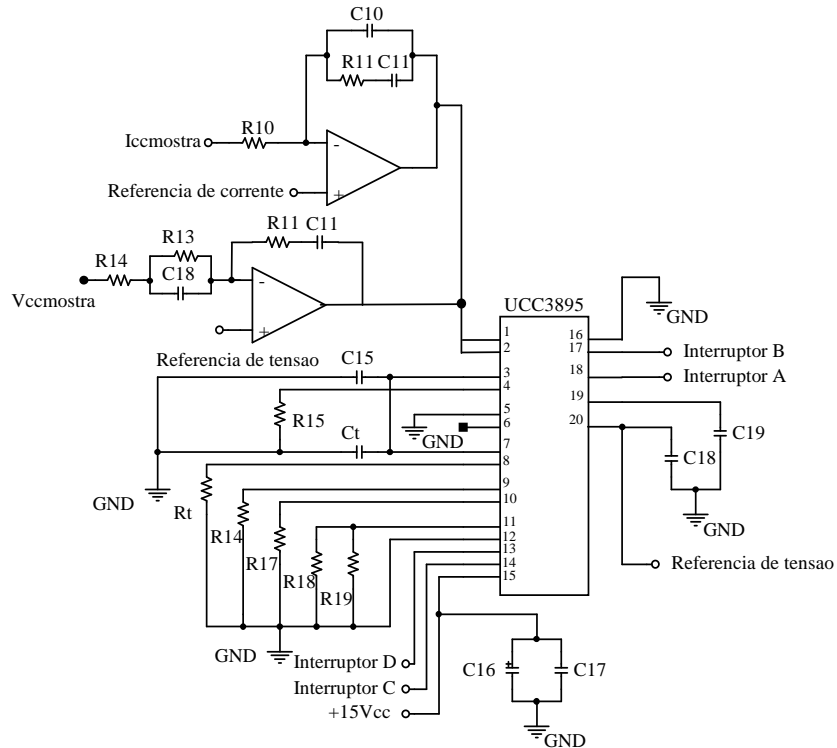 C10
R11 C11
R10
Iccmostra
-
Referencia de corrente
+
R11 C11
R13
R14
C18
Vccmostra
-
+
Referencia de tensao
UCC3895
GND
1
2
3
4
5
6
7
8
9
10
11
12
13
14
15
16
17
18
19
20
Interruptor B
Interruptor A
C15
R15
GND
Ct
C19
C18
GND
GND
Rt
R14
R17
R18
R19
Referencia de tensao
GND
Interruptor D
Interruptor C
+15Vcc
C16
+
C17
GND